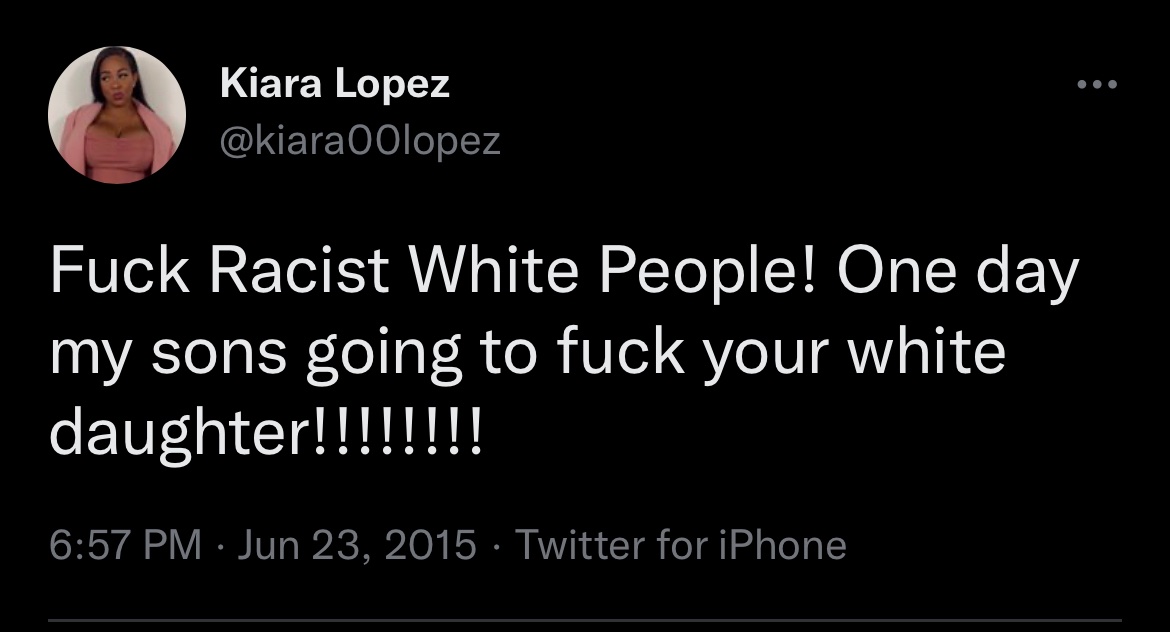 Kiara Lopez
@kiara00lopez
Fuck Racist White People! One day
my sons going to fuck your white
daughter!!!!!!!!
6:57 PM · Jun 23, 2015 · Twitter for iPhone